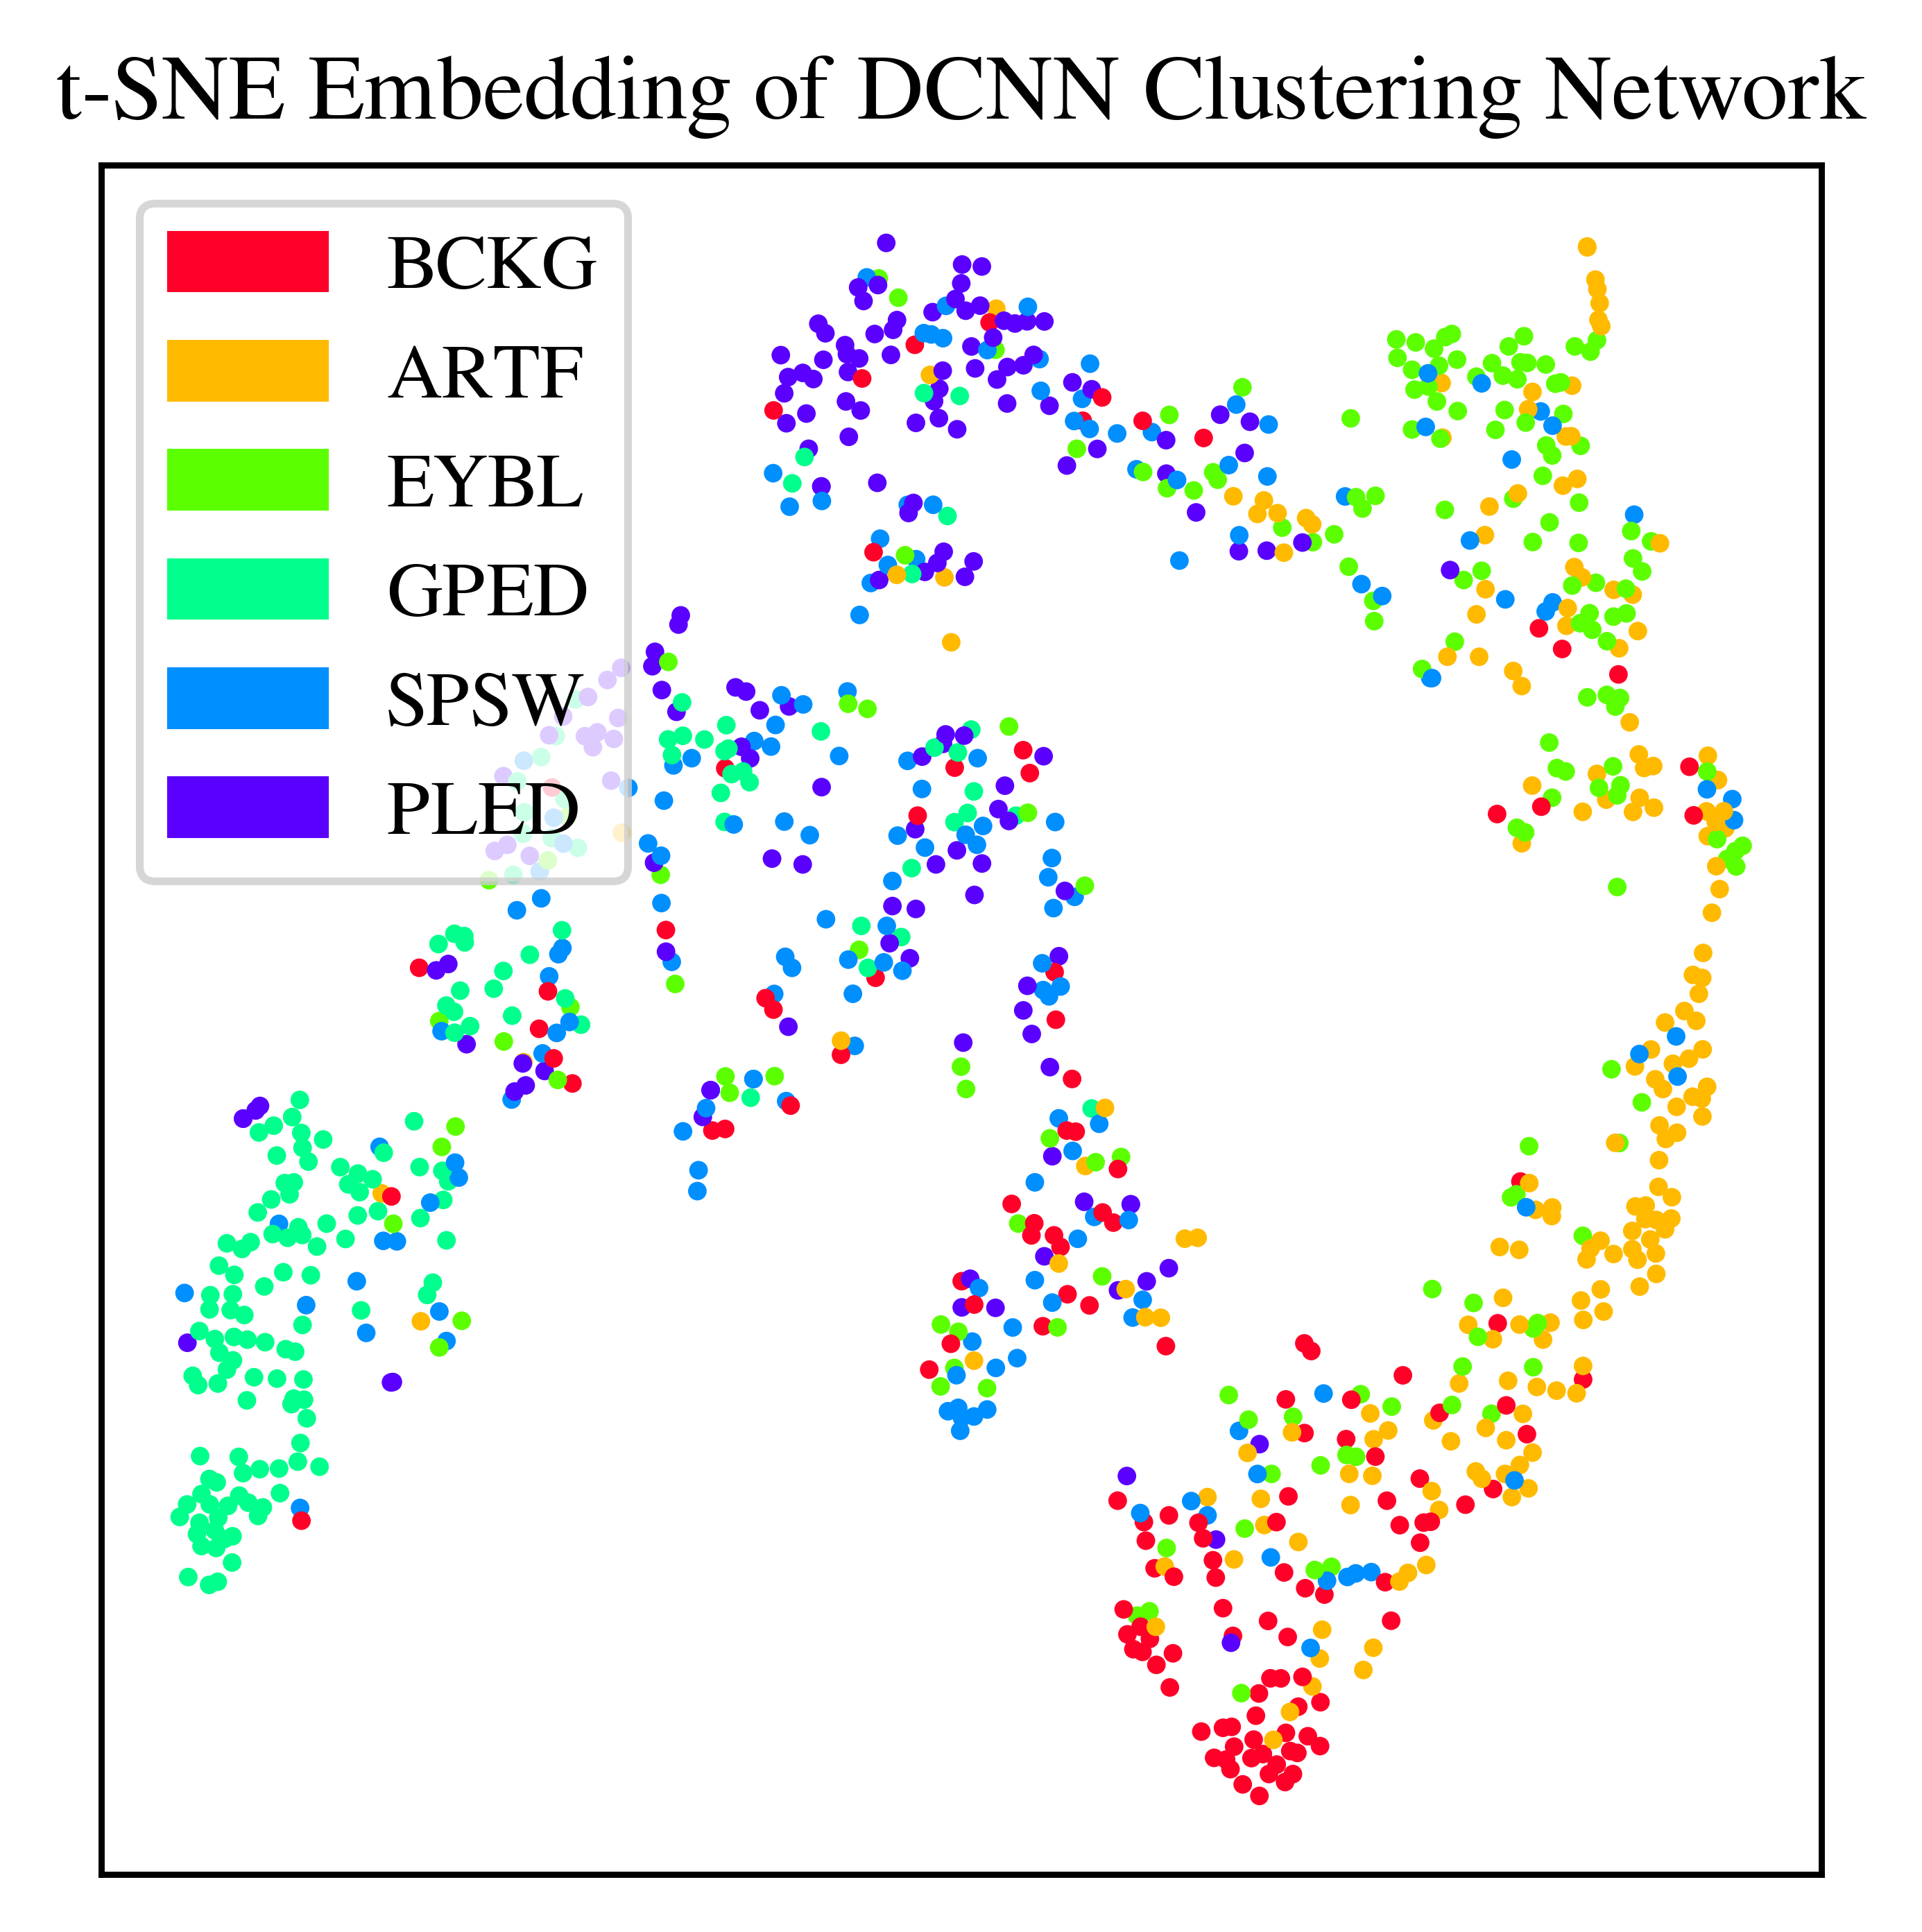 t-SNE Embedding of DCNN Clustering Network
BCKG
ARTF
EYBL
GPED
SPSW
PLED